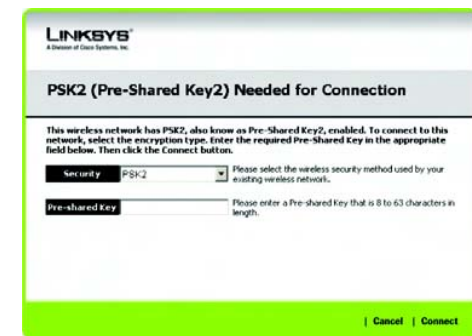 LINKSYS®
A Division of Cisco Systems, Inc.
PSK2 (Pre-Shared Key2) Needed for Connection
This wireless network has PSK2, also know as Pre-Shared Key2, enabled. To connect to this
network, select the encryption type. Enter the required Pre-Shared Key in the appropriate
field below. Then click the Connect button.
Security PSK2 Please select the wireless security method used by your
existing wireless network.
Pre-shared Key Please enter a Pre-shared Key that is 8 to 63 characters in
length.
| Cancel | Connect